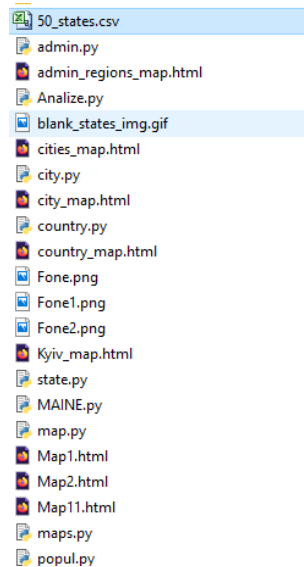 50_states.csv
admin.py
admin_regions_map.html
Analize.py
blank_states_img.gif
cities_map.html
city.py
city_map.html
country.py
country_map.html
Fone.png
Fone1.png
Fone2.png
Kyiv_map.html
state.py
MAINE.py
map.py
Map1.html
Map2.html
Map11.html
maps.py
popul.py